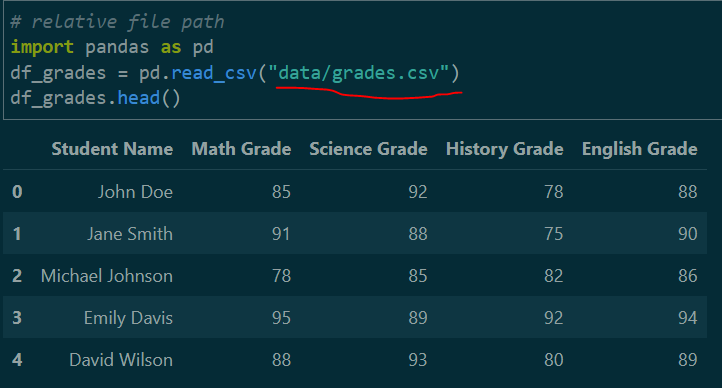 # relative file path
import pandas as pd
df_grades = pd.read_csv("data/grades.csv")
df_grades.head()
Student Name Math Grade Science Grade History Grade English Grade
0 John Doe 85 92 78 88
1 Jane Smith 91 88 75 90
2 Michael Johnson 78 85 82 86
3 Emily Davis 95 89 92 94
4 David Wilson 88 93 80 89